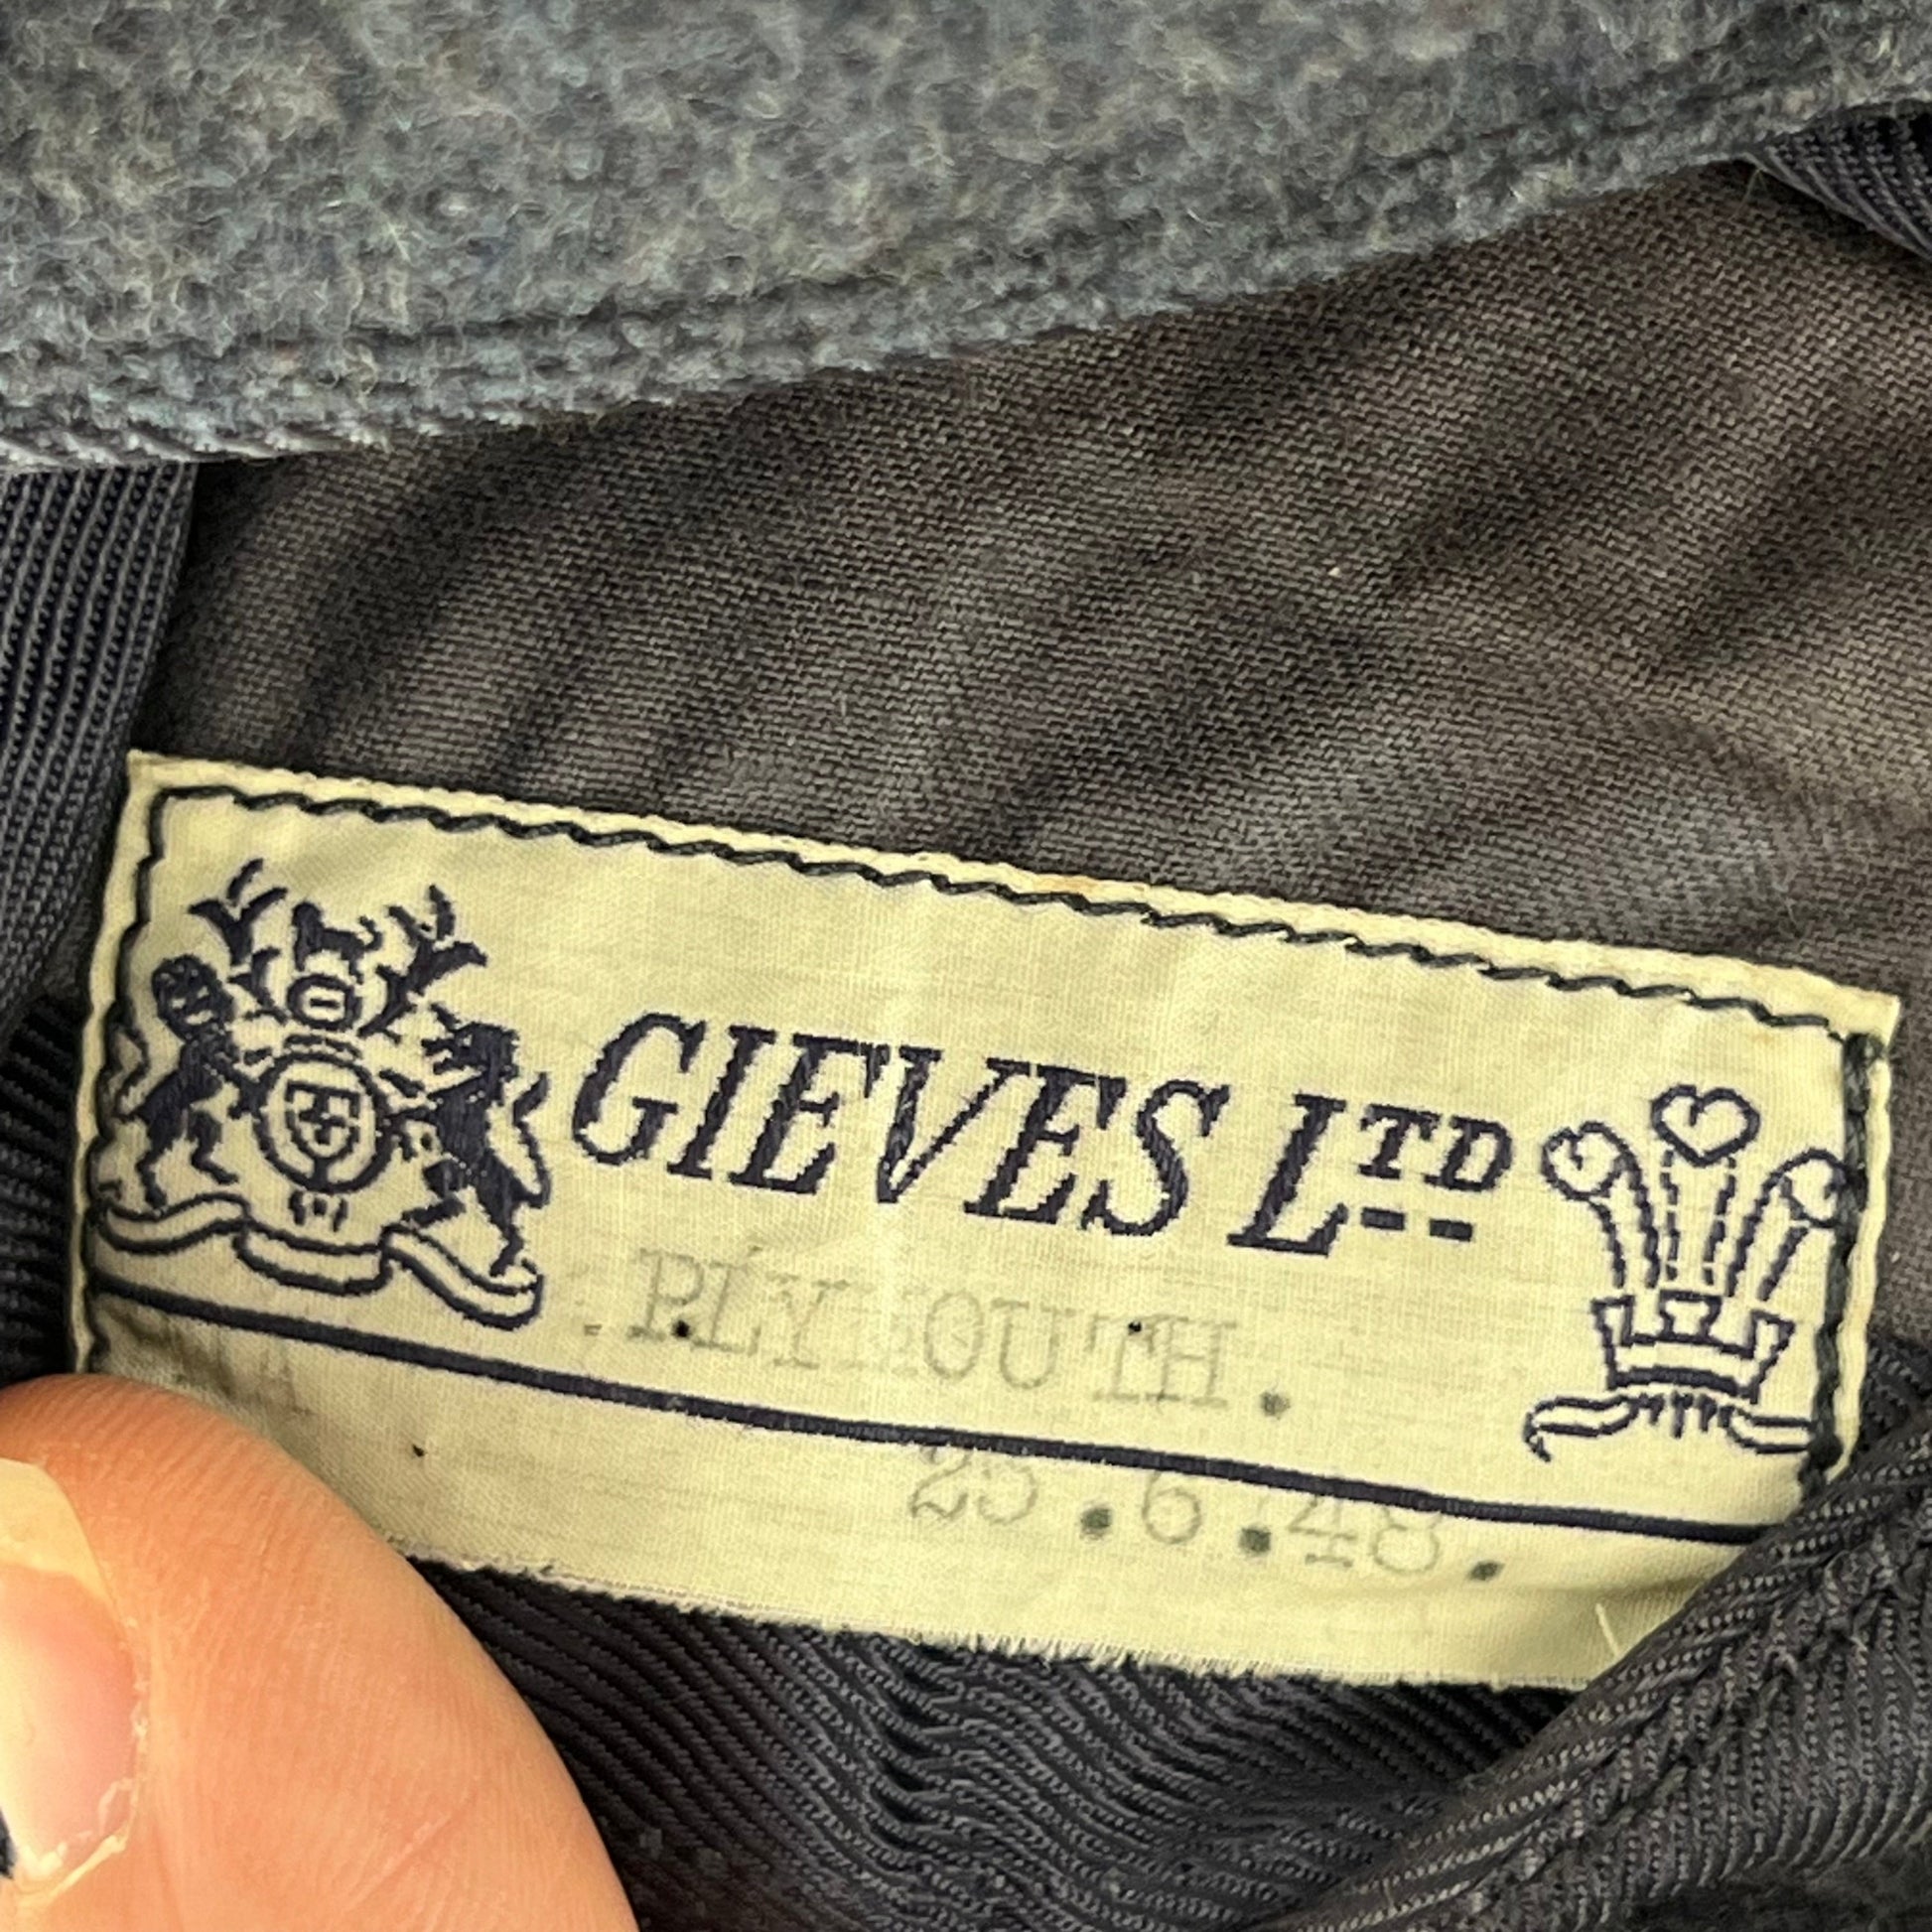 GIEVES LTD
. PLYMOUTH.
25.6.48.